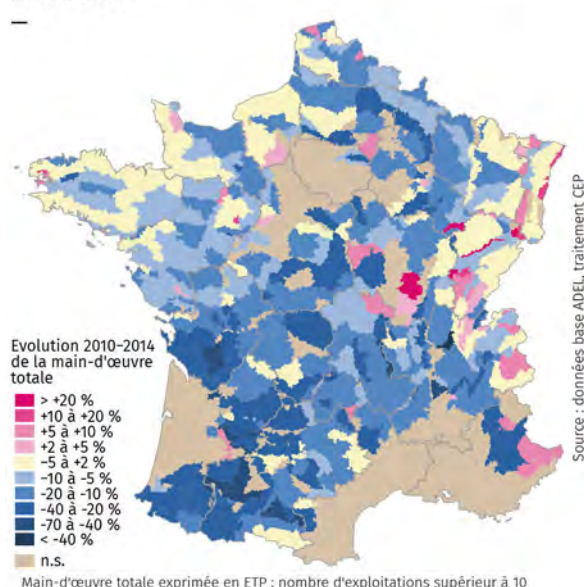 Evolution 2010-2014
de la main-d'œuvre
totale
> +20 %
+10 à +20 %
+5 à +10 %
+2 à +5 %
-5 à +2 %
-10 à -5 %
-20 à -10 %
-40 à -20 %
-70 à -40 %
< -40 %
n.s.
Source : données base ADEL, traitement CEP
Main-d'œuvre totale exprimée en ETP ; nombre d'exploitations supérieur à 10